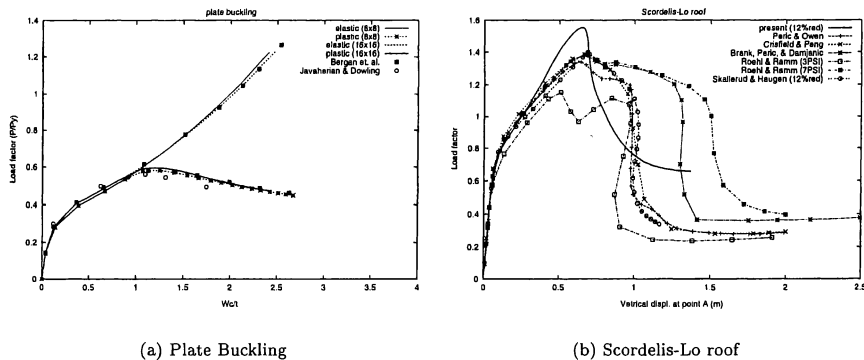 plate buckling
1.4
1.2
1
0.8
0.6
0.4
0.2
0
Load factor (P/Py)
elastic (8x8)
plastic (8x8)
elastic (16x16)
plastic (16x16)
Bergan et. al.
Javaherian & Dowling
0 0.5 1 1.5 2 2.5 3
Wc/t
(a) Plate Buckling
Scordelis-Lo roof
1.6
1.4
1.2
1
0.8
0.6
0.4
0.2
0
Load factor
present (12%red)
Peric & Owen
Crisfield & Peng
Brank, Peric, & Damjanic
Roehl & Ramm (3PSI)
Roehl & Ramm (7PSI)
Skallerud & Haugen (12%red)
0 0.5 1 1.5 2 2.5
Vetrical displ. at point A (m)
(b) Scordelis-Lo roof